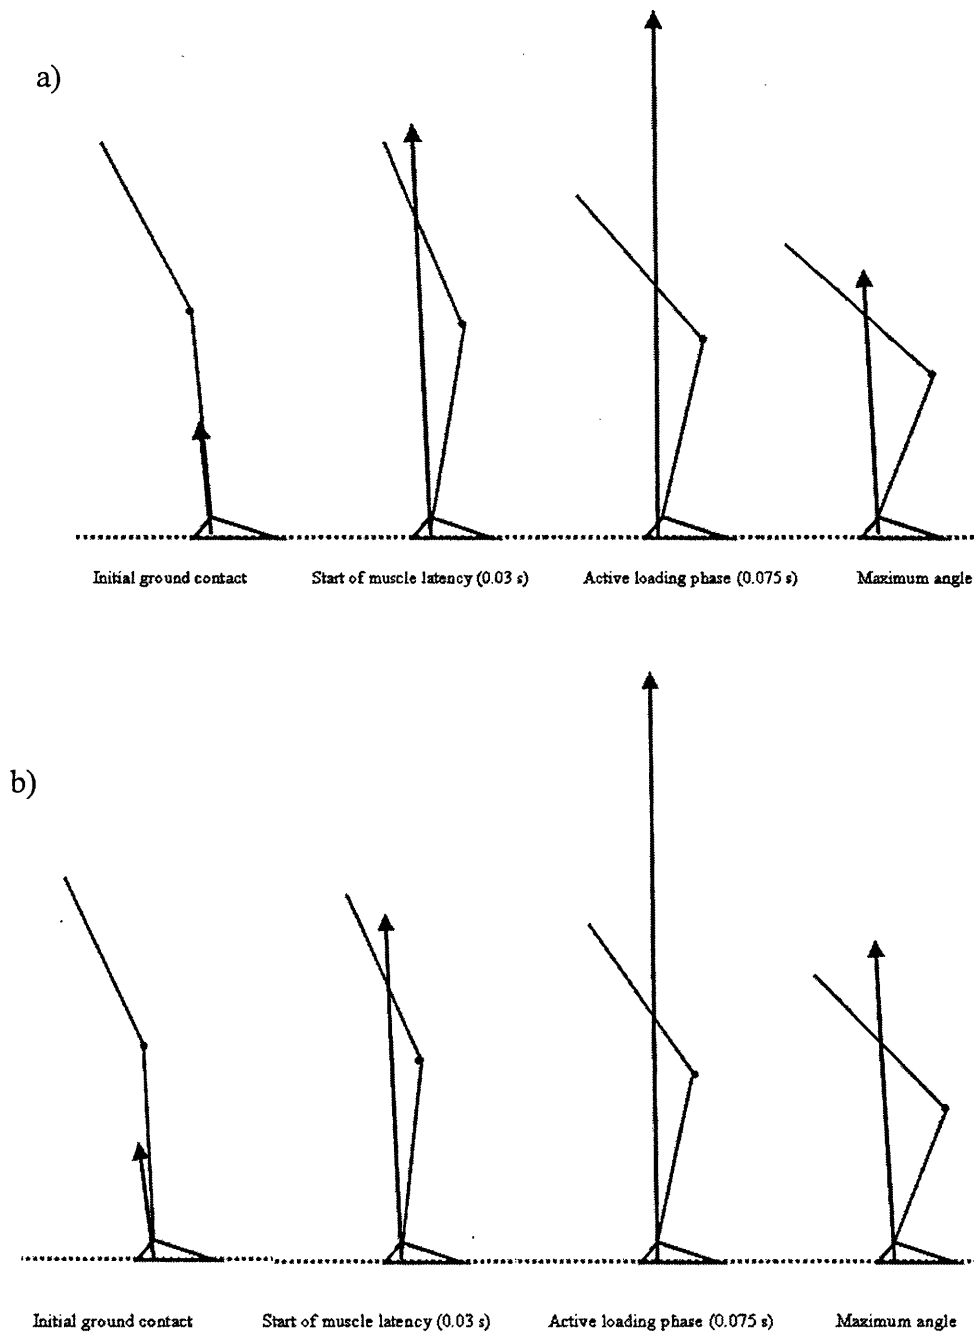 a)
Initial ground contact Start of muscle latency (0.03 s) Active loading phase (0.075 s) Maximum angle
b)
Initial ground contact Start of muscle latency (0.03 s) Active loading phase (0.075 s) Maximum angle